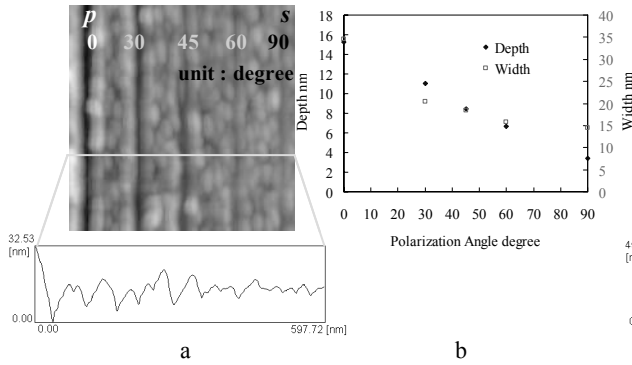 p s
0 30 45 60 90
unit : degree
32.53
[nm]
0.00
0.00 597.72 [nm]
a
18
16
14
12
10
8
6
4
2
0
Depth nm
Depth
Width
40
35
30
25
20
15
10
5
0
Width nm
0 10 20 30 40 50 60 70 80 90
Polarization Angle degree
b
0